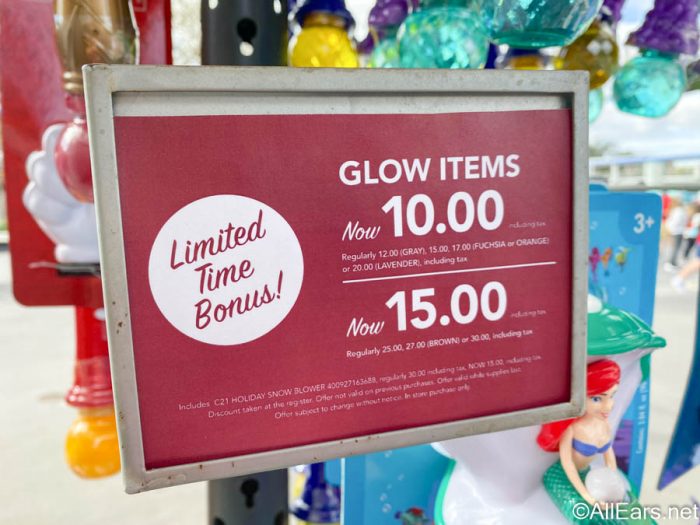 Limited
Time
Bonus!
GLOW ITEMS
Now 10.00 including tax
Regularly 12.00 (GRAY), 15.00, 17.00 (FUCHSIA or ORANGE)
or 20.00 (LAVENDER), including tax
Now 15.00 including tax
Regularly 25.00, 27.00 (BROWN) or 30.00, including tax
Includes C21 HOLIDAY SNOW BLOWER 400927163688, regularly 30.00 including tax, NOW 15.00, including tax
Discount taken at the register. Offer not valid on previous purchases. Offer valid while supplies last.
Offer subject to change without notice. In store purchase only.
3+
©AllEars.net